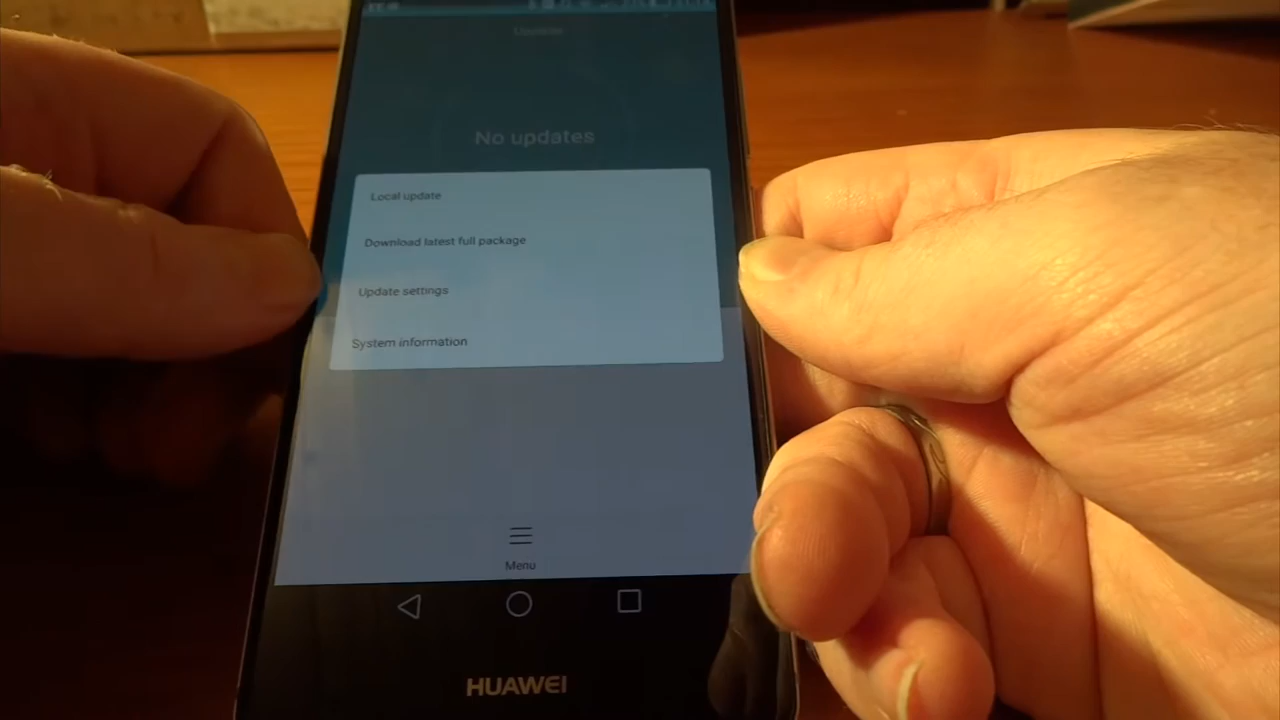 No updates
Local update
Download latest full package
Update settings
System information
Menu
HUAWEI